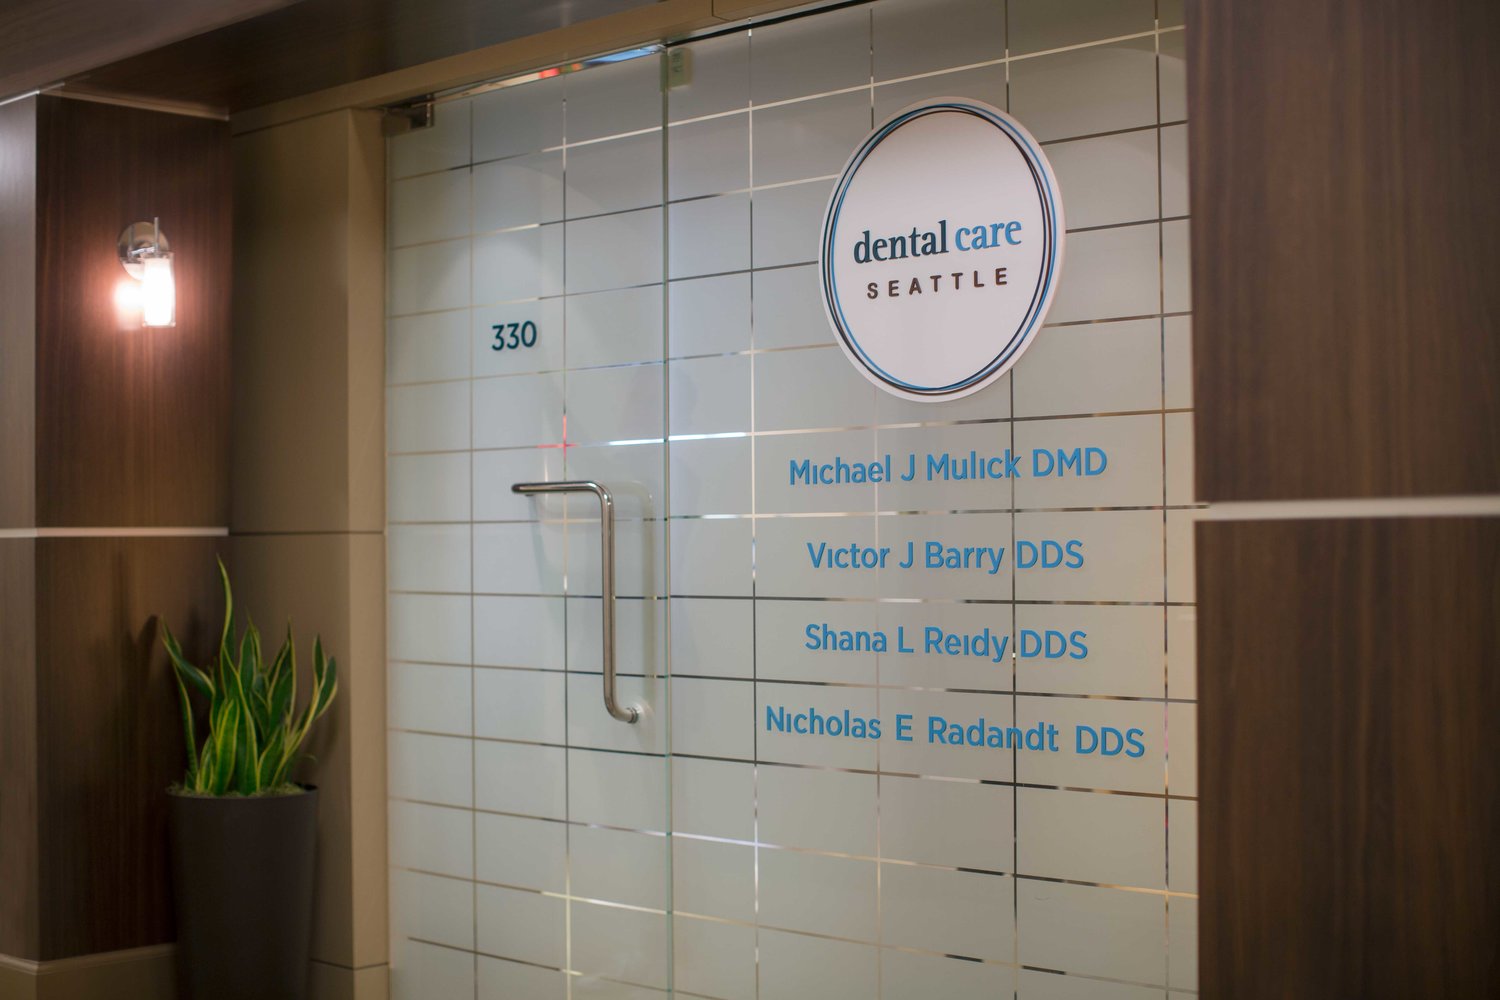 dental care
SEATTLE
330
Michael J Mulick DMD
Victor J Barry DDS
Shana L Reidy DDS
Nicholas E Radandt DDS